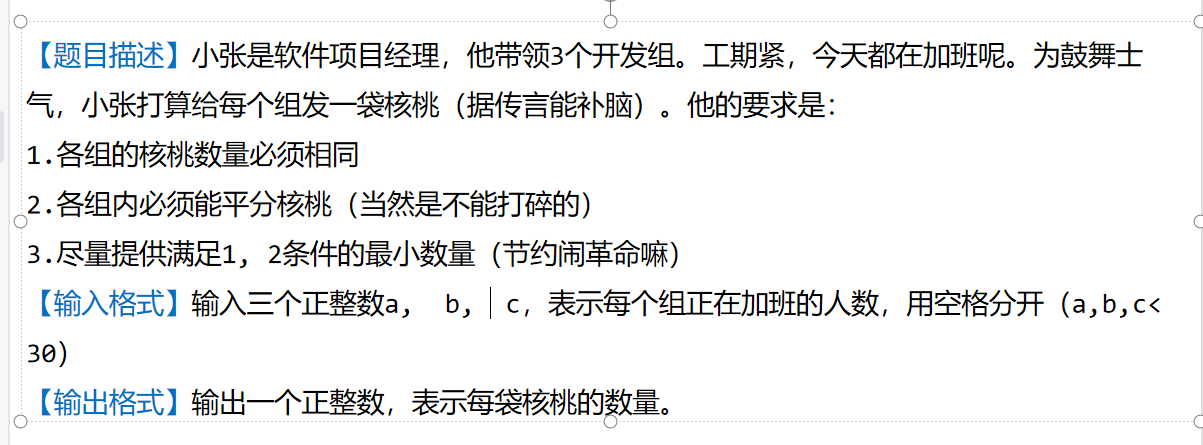 【题目描述】小张是软件项目经理，他带领3个开发组。工期紧，今天都在加班呢。为鼓舞士
气，小张打算给每个组发一袋核桃（据传言能补脑）。他的要求是：
1.各组的核桃数量必须相同
2.各组内必须能平分核桃（当然是不能打碎的）
3.尽量提供满足1, 2条件的最小数量（节约闹革命嘛）
【输入格式】输入三个正整数a, b, c，表示每个组正在加班的人数，用空格分开（a,b,c<
30）
【输出格式】输出一个正整数，表示每袋核桃的数量。